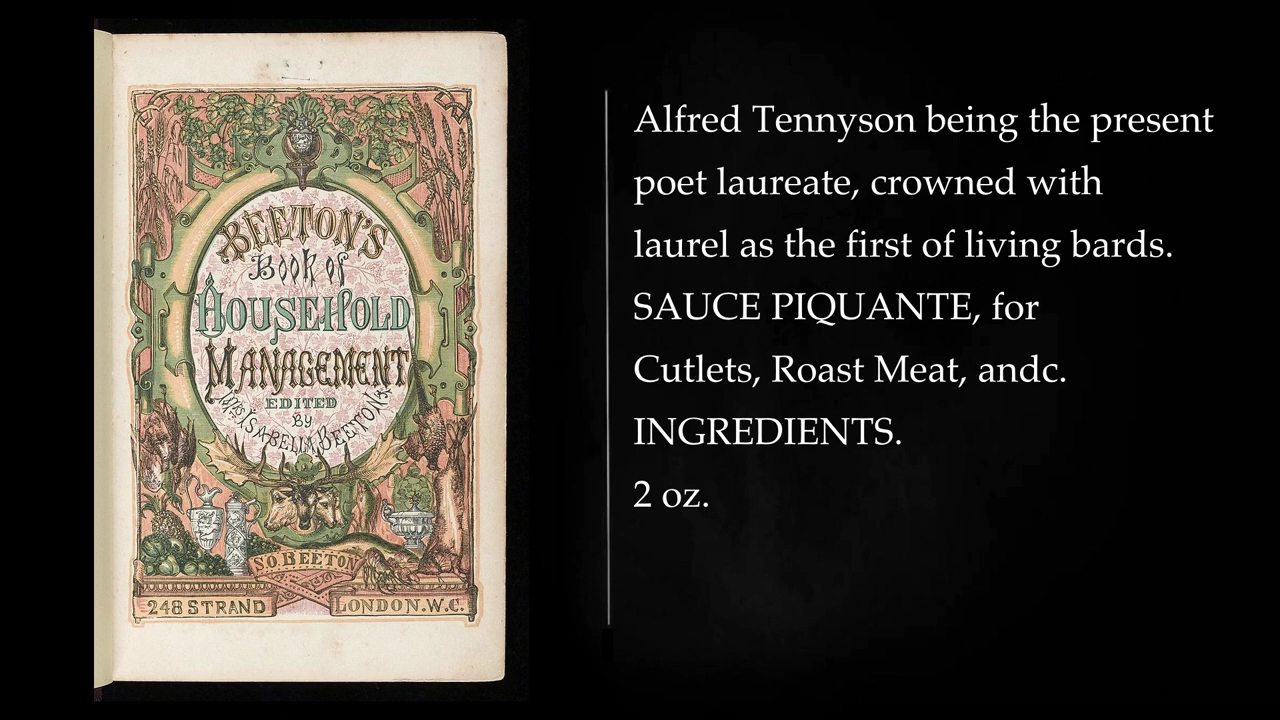 BEETON'S
Book of
HOUSEHOLD
MANAGEMENT
EDITED
BY
MRS ISABELLA BEETON
S.O. BEETON
248 STRAND
LONDON. W.C.
Alfred Tennyson being the present
poet laureate, crowned with
laurel as the first of living bards.
SAUCE PIQUANTE, for
Cutlets, Roast Meat, andc.
INGREDIENTS.
2 oz.